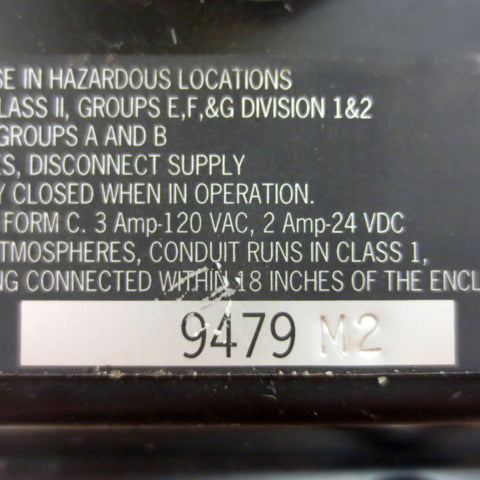 SE IN HAZARDOUS LOCATIONS
LASS II, GROUPS E,F,&G DIVISION 1&2
GROUPS A AND B
ES, DISCONNECT SUPPLY
Y CLOSED WHEN IN OPERATION.
FORM C. 3 Amp-120 VAC, 2 Amp-24 VDC
TMOSPHERES, CONDUIT RUNS IN CLASS 1,
NG CONNECTED WITHIN 18 INCHES OF THE ENCL
9479 M2